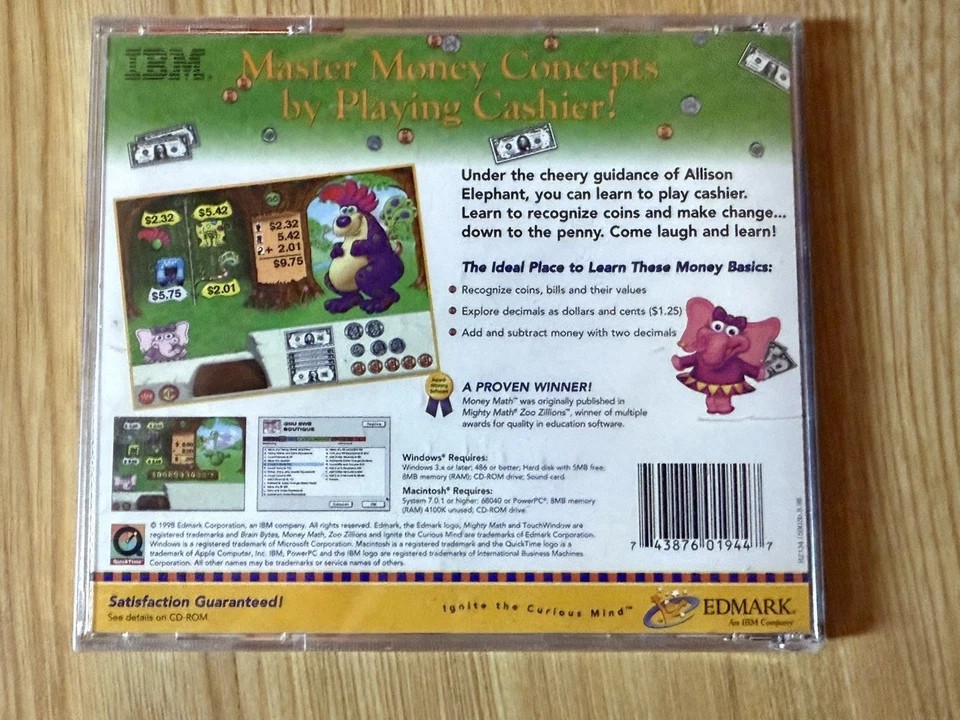 IBM®
Master Money Concepts
by Playing Cashier!
Under the cheery guidance of Allison
Elephant, you can learn to play cashier.
Learn to recognize coins and make change...
down to the penny. Come laugh and learn!
$2.32
$5.42
$5.75
$2.01
$2.32
5.42
+ 2.01
$9.75
The Ideal Place to Learn These Money Basics:
Recognize coins, bills and their values
Explore decimals as dollars and cents ($1.25)
Add and subtract money with two decimals
A PROVEN WINNER!
Money Math™ was originally published in
Mighty Math® Zoo Zillions™, winner of multiple
awards for quality in education software.
BOUTIQUE
Windows® Requires:
Windows 3.x or later; 486 or better; Hard disk with 5MB free;
8MB memory (RAM); CD-ROM drive; Sound card.
Macintosh® Requires:
System 7.0.1 or higher; 68040 or PowerPC®; 8MB memory
(RAM) 4100K unused; CD-ROM drive.
7 43876 01944 7
QuickTime
© 1998 Edmark Corporation, an IBM company. All rights reserved. Edmark, the Edmark logo, Mighty Math and TouchWindow are
registered trademarks and Brain Bytes, Money Math, Zoo Zillions and Ignite the Curious Mind are trademarks of Edmark Corporation.
Windows is a registered trademark of Microsoft Corporation. Macintosh is a registered trademark and the QuickTime logo is a
trademark of Apple Computer, Inc. IBM, PowerPC and the IBM logo are registered trademarks of International Business Machines
Corporation. All other names may be trademarks or service names of others.
Satisfaction Guaranteed!
See details on CD-ROM.
Ignite the Curious Mind™
EDMARK®
An IBM Company